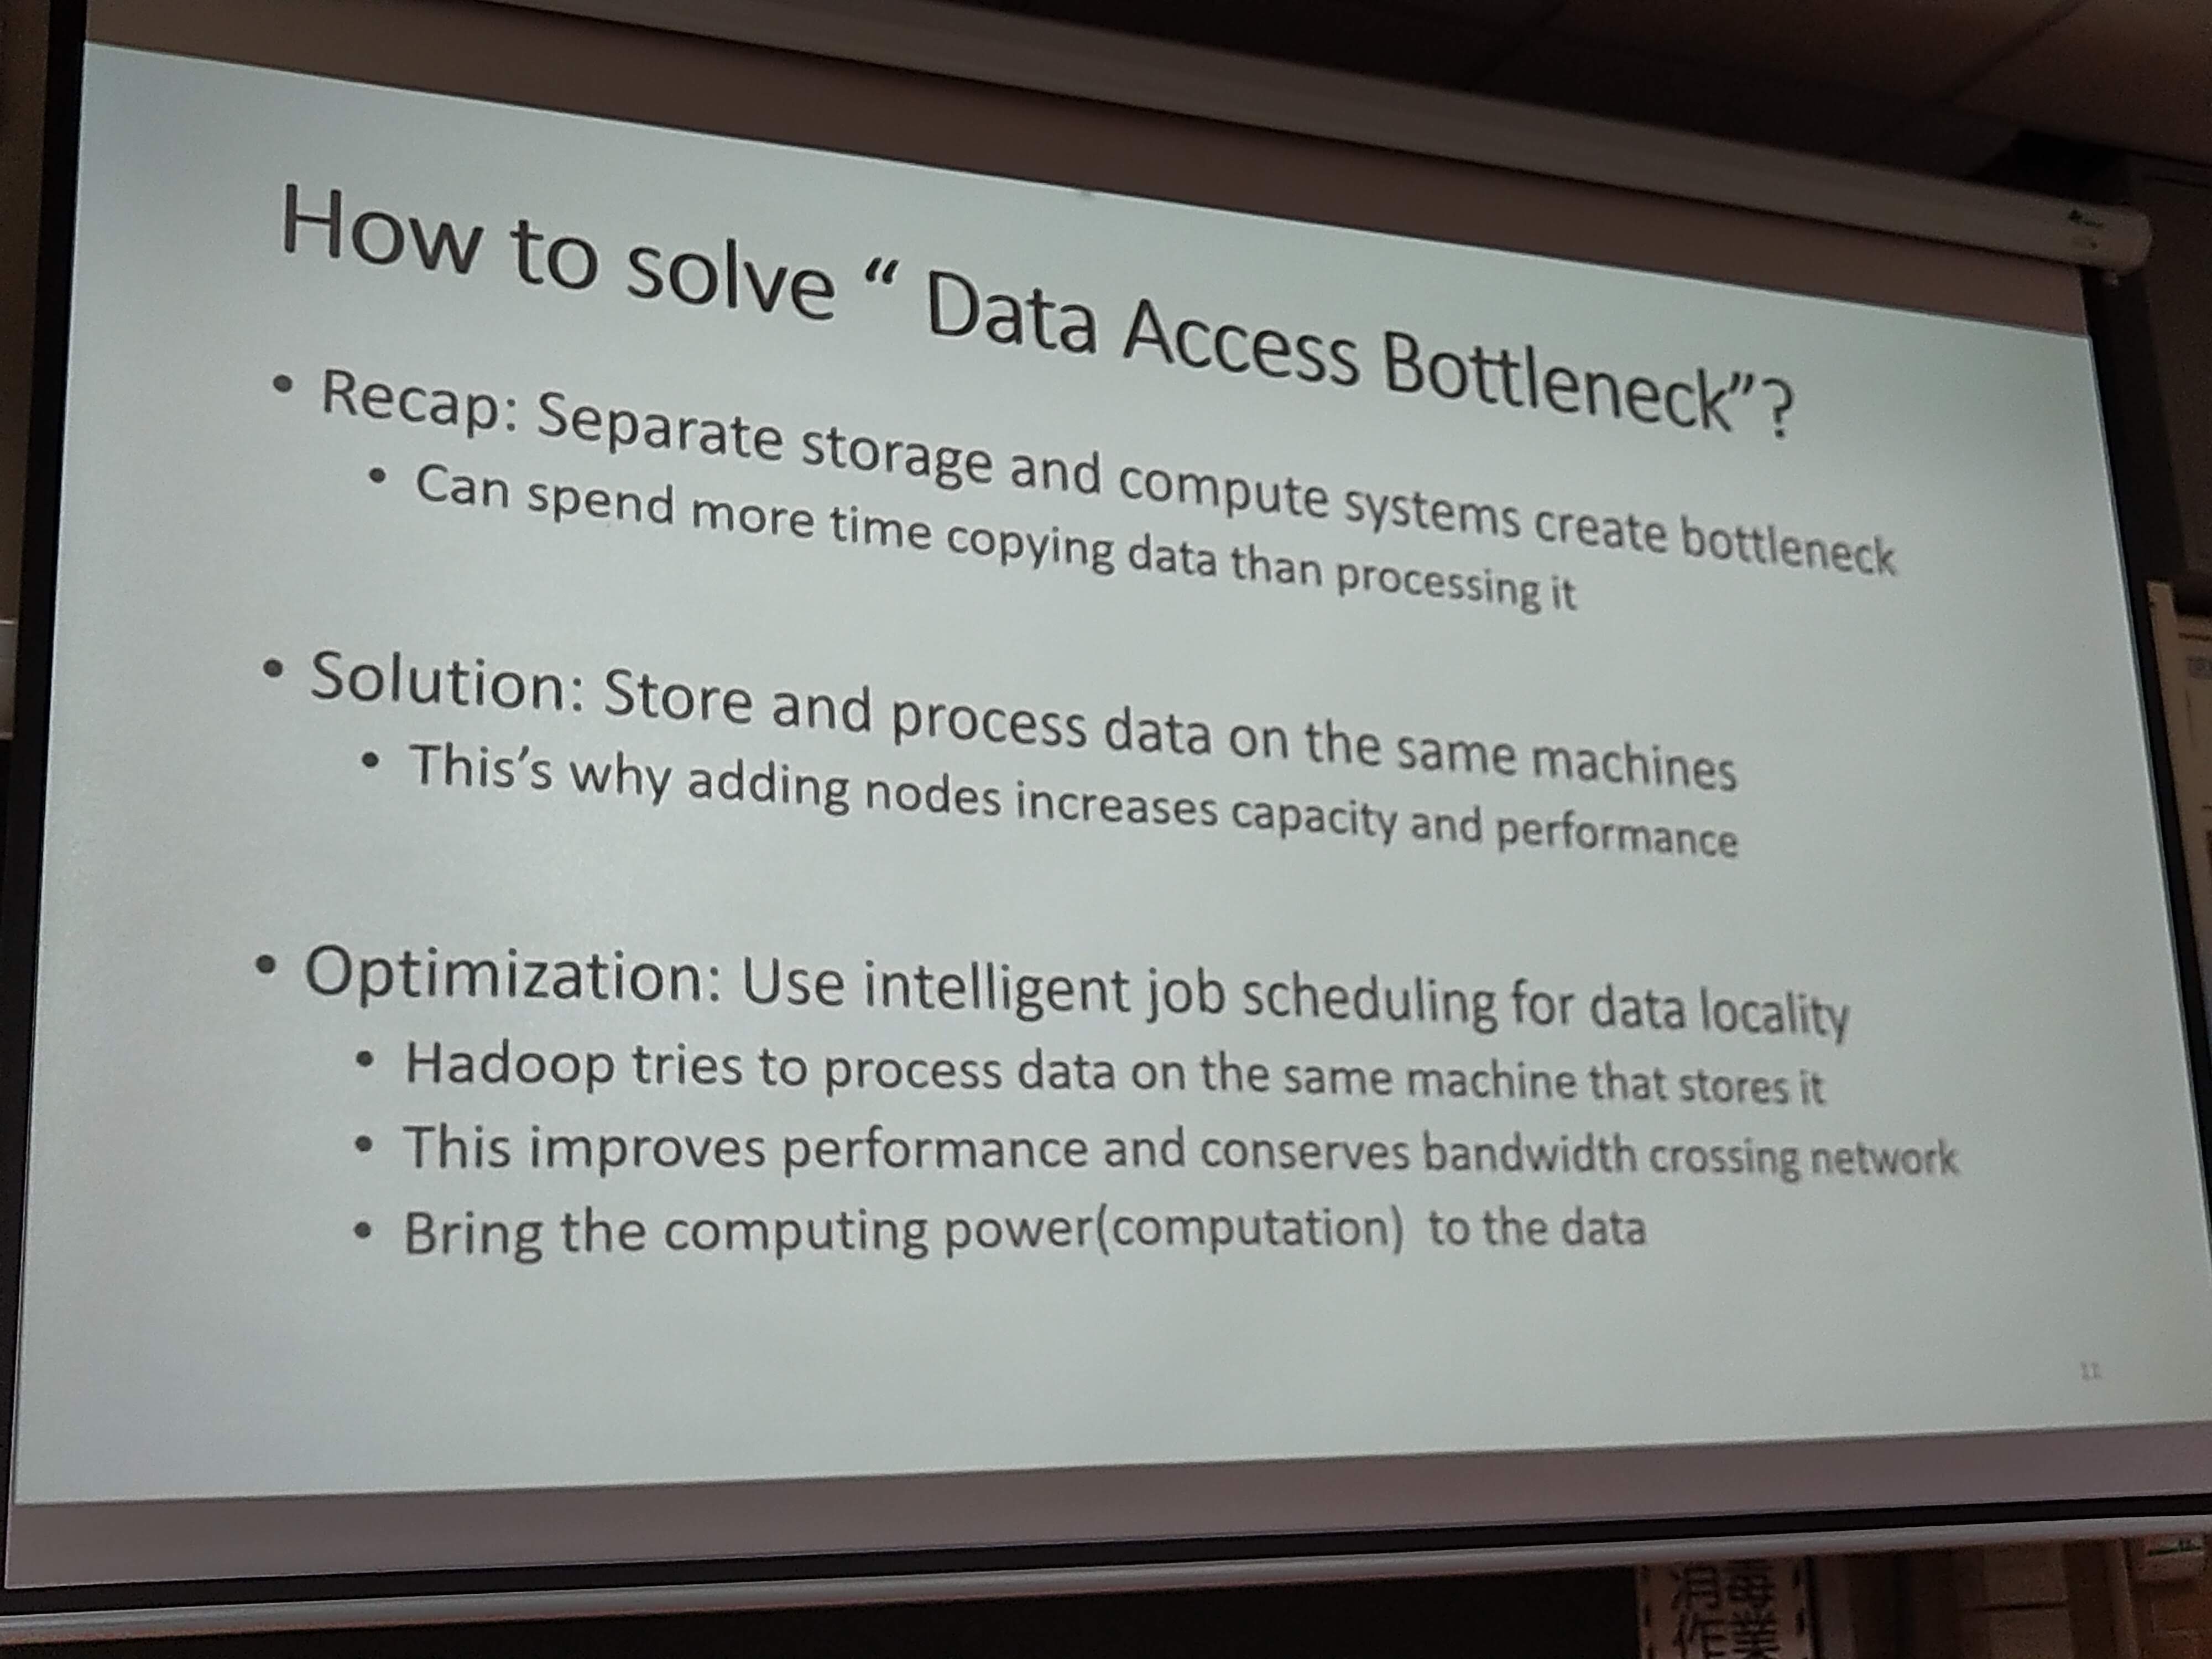 How to solve “ Data Access Bottleneck”?
• Recap: Separate storage and compute systems create bottleneck
• Can spend more time copying data than processing it
• Solution: Store and process data on the same machines
• This’s why adding nodes increases capacity and performance
• Optimization: Use intelligent job scheduling for data locality
• Hadoop tries to process data on the same machine that stores it
• This improves performance and conserves bandwidth crossing network
• Bring the computing power(computation) to the data
消毒
作業